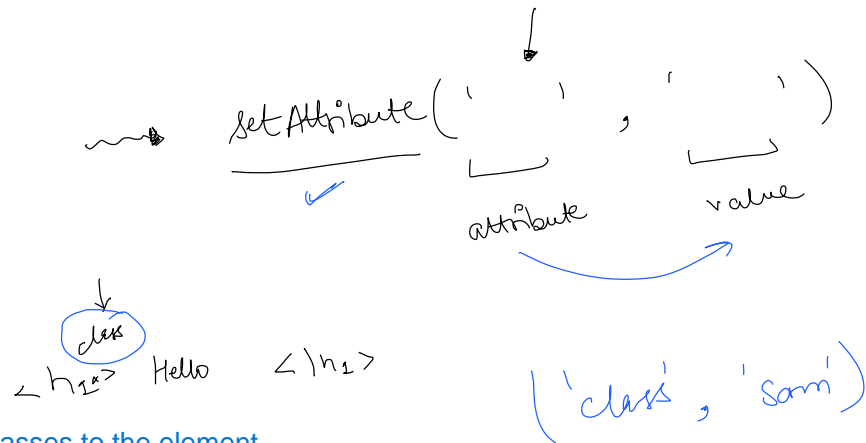 setAttribute(' ', ' ')
attribute value
class
<h1> Hello <\h1>
('class', 'som')
asses to the element